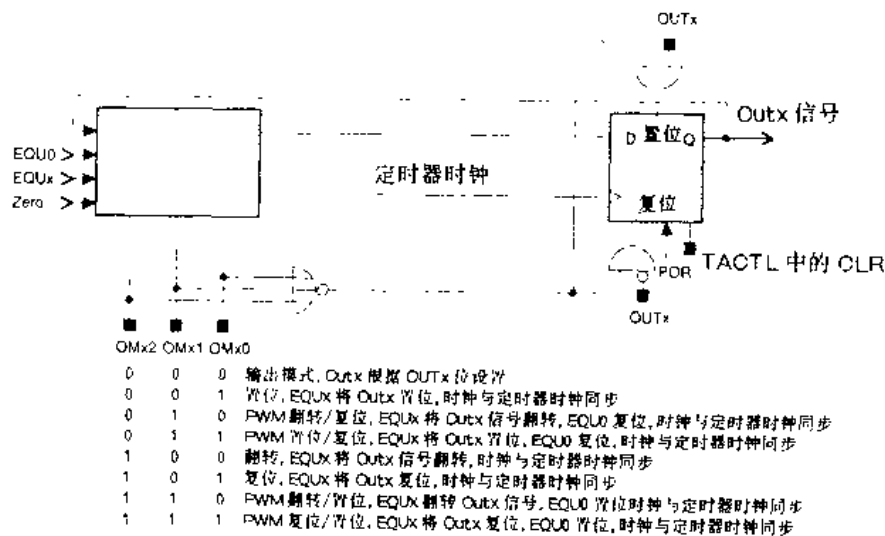 OUTx
D 置位 Q
Outx 信号
EQU0
EQUx
Zero
定时器时钟
复位
POR
TACTL 中的 CLR
OUTx
OMx2 OMx1 OMx0
0 0 0 输出模式, Outx 根据 OUTx 位设置
0 0 1 置位, EQUx 将 Outx 置位, 时钟与定时器时钟同步
0 1 0 PWM 翻转/复位, EQUx 将 Outx 信号翻转, EQU0 复位, 时钟与定时器时钟同步
0 1 1 PWM 置位/复位, EQUx 将 Outx 置位, EQU0 复位, 时钟与定时器时钟同步
1 0 0 翻转, EQUx 将 Outx 信号翻转, 时钟与定时器时钟同步
1 0 1 复位, EQUx 将 Outx 复位, 时钟与定时器时钟同步
1 1 0 PWM 翻转/置位, EQUx 翻转 Outx 信号, EQU0 置位时钟与定时器时钟同步
1 1 1 PWM 复位/置位, EQUx 将 Outx 复位, EQU0 置位, 时钟与定时器时钟同步